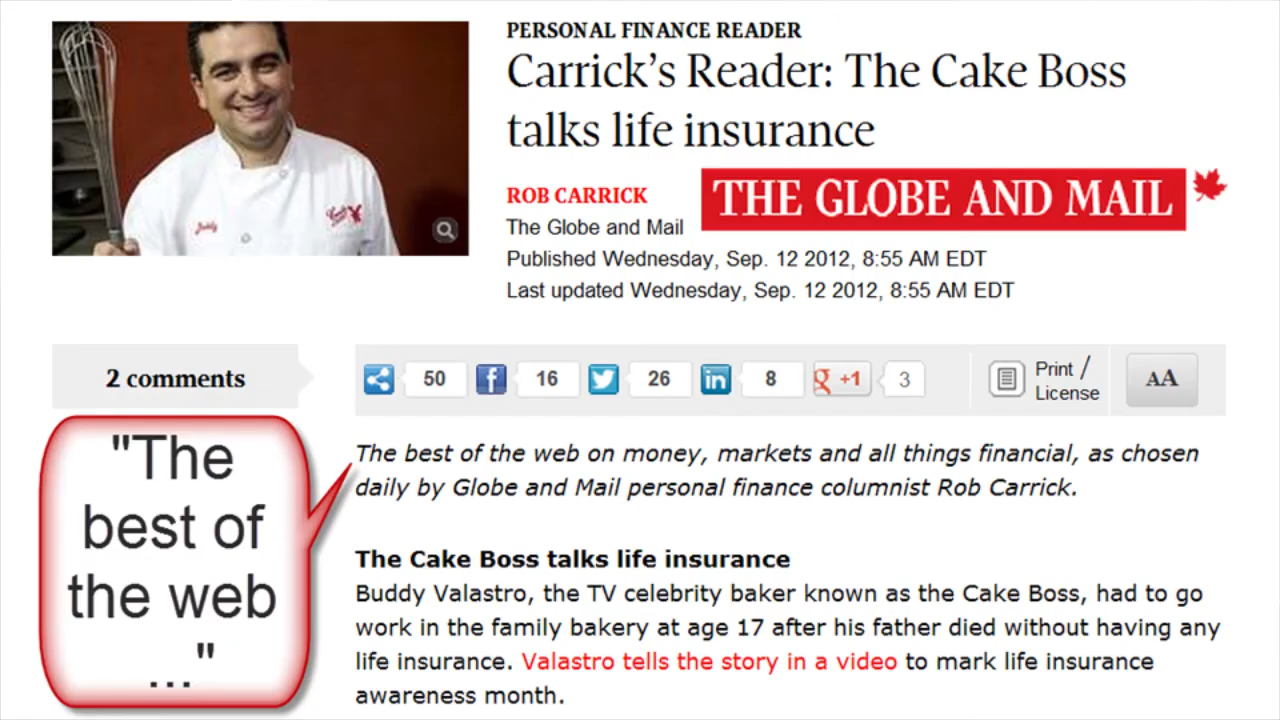 PERSONAL FINANCE READER
Carrick's Reader: The Cake Boss
talks life insurance
ROB CARRICK
THE GLOBE AND MAIL
The Globe and Mail
Published Wednesday, Sep. 12 2012, 8:55 AM EDT
Last updated Wednesday, Sep. 12 2012, 8:55 AM EDT
2 comments
50
16
26
in
8
g +1
3
Print /
License
AA
"The
best of
the web
..."
The best of the web on money, markets and all things financial, as chosen
daily by Globe and Mail personal finance columnist Rob Carrick.
The Cake Boss talks life insurance
Buddy Valastro, the TV celebrity baker known as the Cake Boss, had to go
work in the family bakery at age 17 after his father died without having any
life insurance. Valastro tells the story in a video to mark life insurance
awareness month.